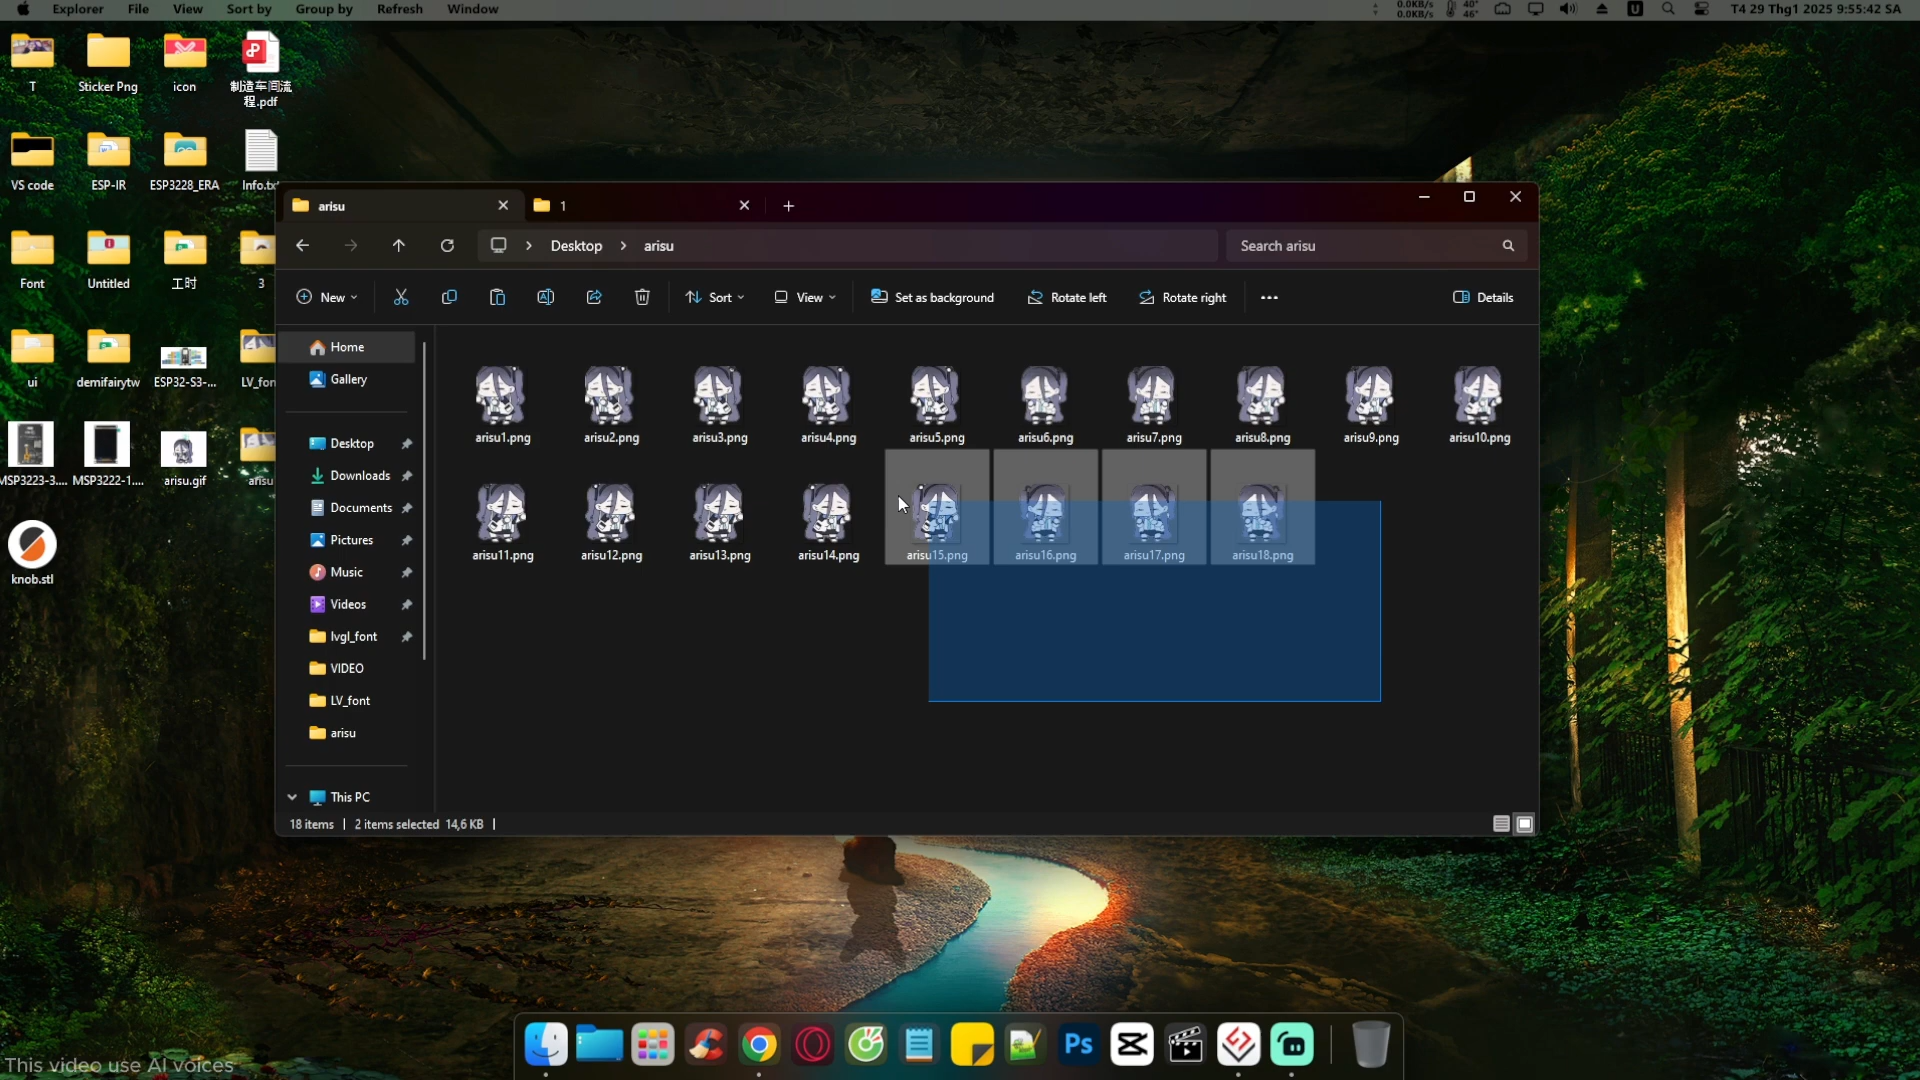 Explorer File View Sort by Group by Refresh Window
0.0KB/s 40°
0.0KB/s 46°
U
T4 29 Thg1 2025 9:55:42 SA
T
Sticker Png
icon
制造车间流
程.pdf
VS code
ESP-IR
ESP3228_ERA
Info.tx
Font
Untitled
工时
3
ui
demifairytw
ESP32-S3-...
LV_fon
MSP3223-3....
MSP3222-1....
arisu.gif
arisu
knob.stl
arisu
1
Desktop
arisu
Search arisu
New
Sort
View
Set as background
Rotate left
Rotate right
Details
Home
Gallery
Desktop
Downloads
Documents
Pictures
Music
Videos
lvgl_font
VIDEO
LV_font
arisu
This PC
arisu1.png
arisu2.png
arisu3.png
arisu4.png
arisu5.png
arisu6.png
arisu7.png
arisu8.png
arisu9.png
arisu10.png
arisu11.png
arisu12.png
arisu13.png
arisu14.png
arisu15.png
arisu16.png
arisu17.png
arisu18.png
18 items | 2 items selected 14,6 KB |
Ps
This video use AI voices